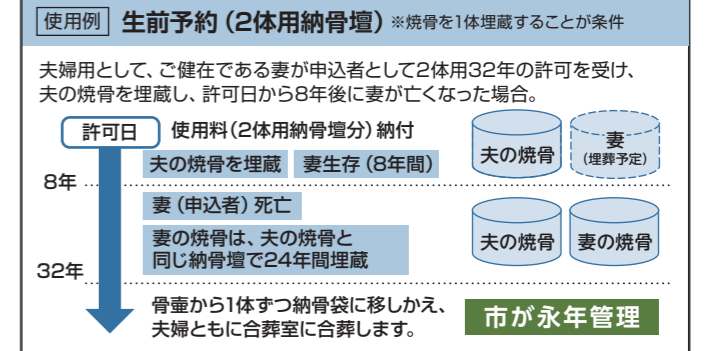 使用例 生前予約（2体用納骨壇）※焼骨を1体埋蔵することが条件
夫婦用として、ご健在である妻が申込者として2体用32年の許可を受け、
夫の焼骨を埋蔵し、許可日から8年後に妻が亡くなった場合。
許可日 使用料（2体用納骨壇分）納付
夫の焼骨を埋蔵 妻生存（8年間）
夫の焼骨
妻
（埋葬予定）
8年
妻（申込者）死亡
妻の焼骨は、夫の焼骨と
同じ納骨壇で24年間埋蔵
夫の焼骨 妻の焼骨
32年
骨壷から1体ずつ納骨袋に移しかえ、
夫婦ともに合葬室に合葬します。
市が永年管理